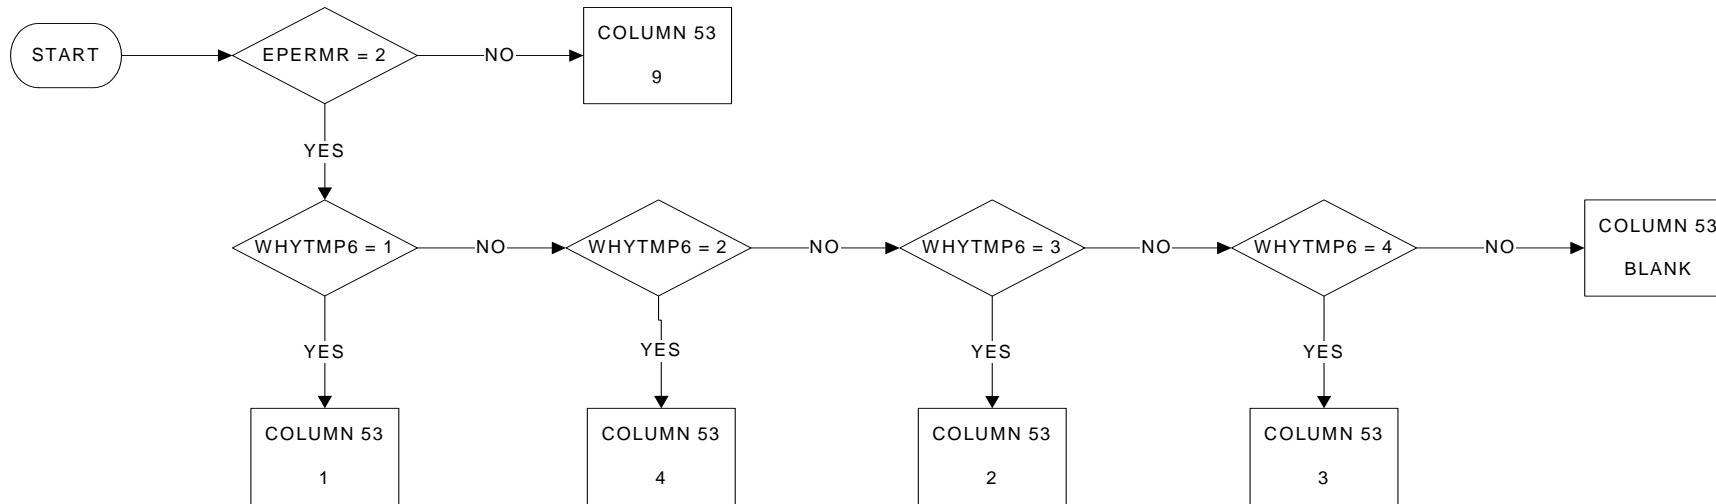 START
EPERMR = 2
NO
COLUMN 53
9
YES
WHYTMP6 = 1
NO
WHYTMP6 = 2
NO
WHYTMP6 = 3
NO
WHYTMP6 = 4
NO
COLUMN 53
BLANK
YES
YES
YES
YES
COLUMN 53
1
COLUMN 53
4
COLUMN 53
2
COLUMN 53
3